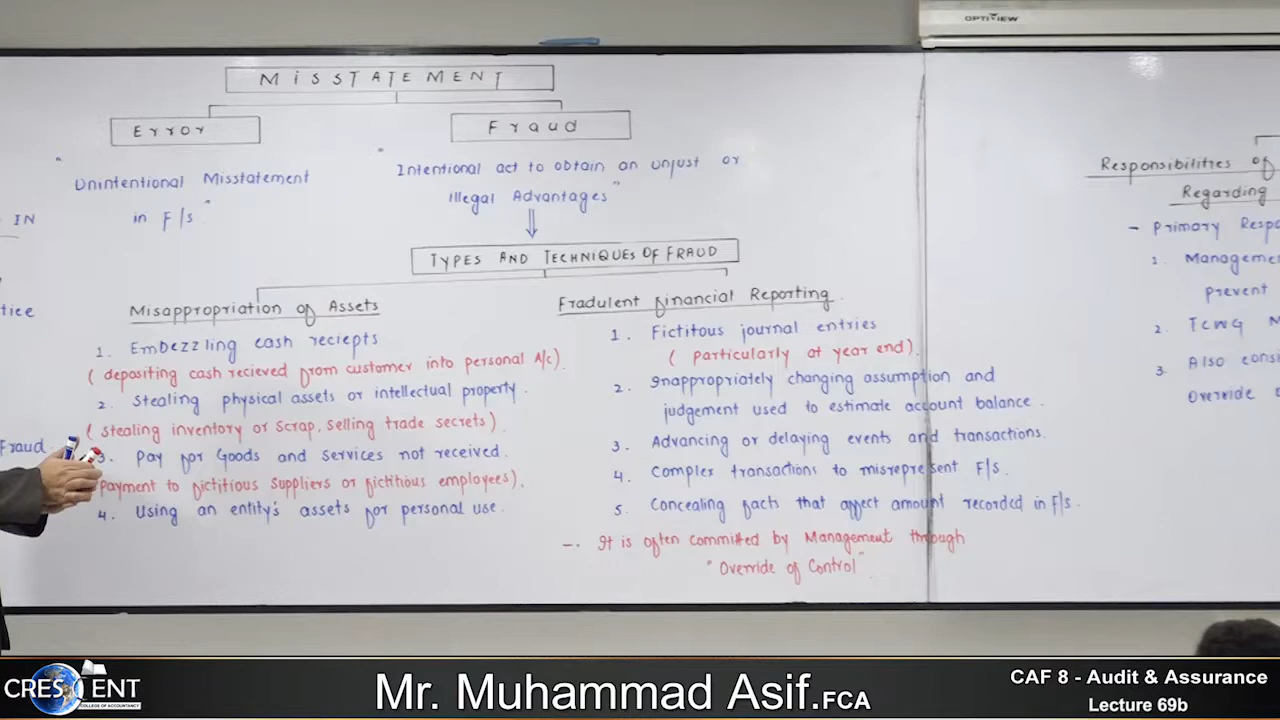 OPTIVIEW
MISSTATEMENT
Error
Fraud
"Unintentional Misstatement
in F/s"
"Intentional act to obtain an unjust or
illegal Advantages"
TYPES AND TECHNIQUES OF FRAUD
Misappropriation of Assets
1. Embezzling cash reciepts
(depositing cash recieved from customer into personal A/c).
2. Stealing physical assets or intellectual property.
(stealing inventory or scrap, selling trade secrets).
3. Pay for Goods and Services not received.
Payment to fictitious suppliers or fictitious employees).
4. Using an entity's assets for personal use.
Fradulent financial Reporting.
1. Fictitous journal entries
(particularly at year end).
2. Inappropriately changing assumption and
judgement used to estimate account balance.
3. Advancing or delaying events and transactions.
4. Complex transactions to misrepresent F/s.
5. Concealing facts that affect amount recorded in F/s.
-. It is often committed by Management through
"Override of Control"
IN
tice
Fraud
Responsibilities of
Regarding
- Primary Respo
1. Manageme
prevent
2. TCWG M
3. Also consi
Override
CRESCENT
COLLEGE OF ACCOUNTANCY
Mr. Muhammad Asif.FCA
CAF 8 - Audit & Assurance
Lecture 69b